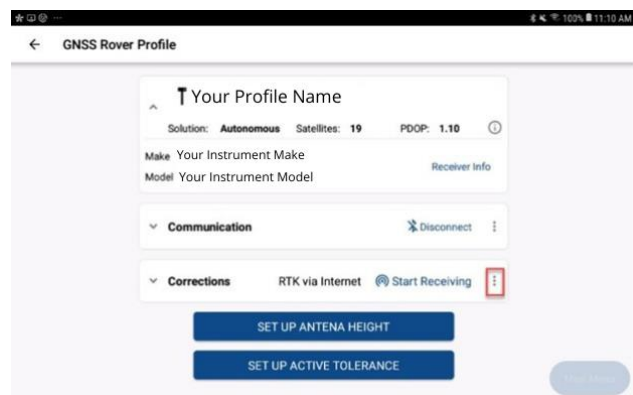 100% 11:10 AM
GNSS Rover Profile
Your Profile Name
Solution: Autonomous Satellites: 19 PDOP: 1.10
Make Your Instrument Make
Receiver Info
Model Your Instrument Model
Communication Disconnect
Corrections RTK via Internet Start Receiving
SET UP ANTENA HEIGHT
SET UP ACTIVE TOLERANCE